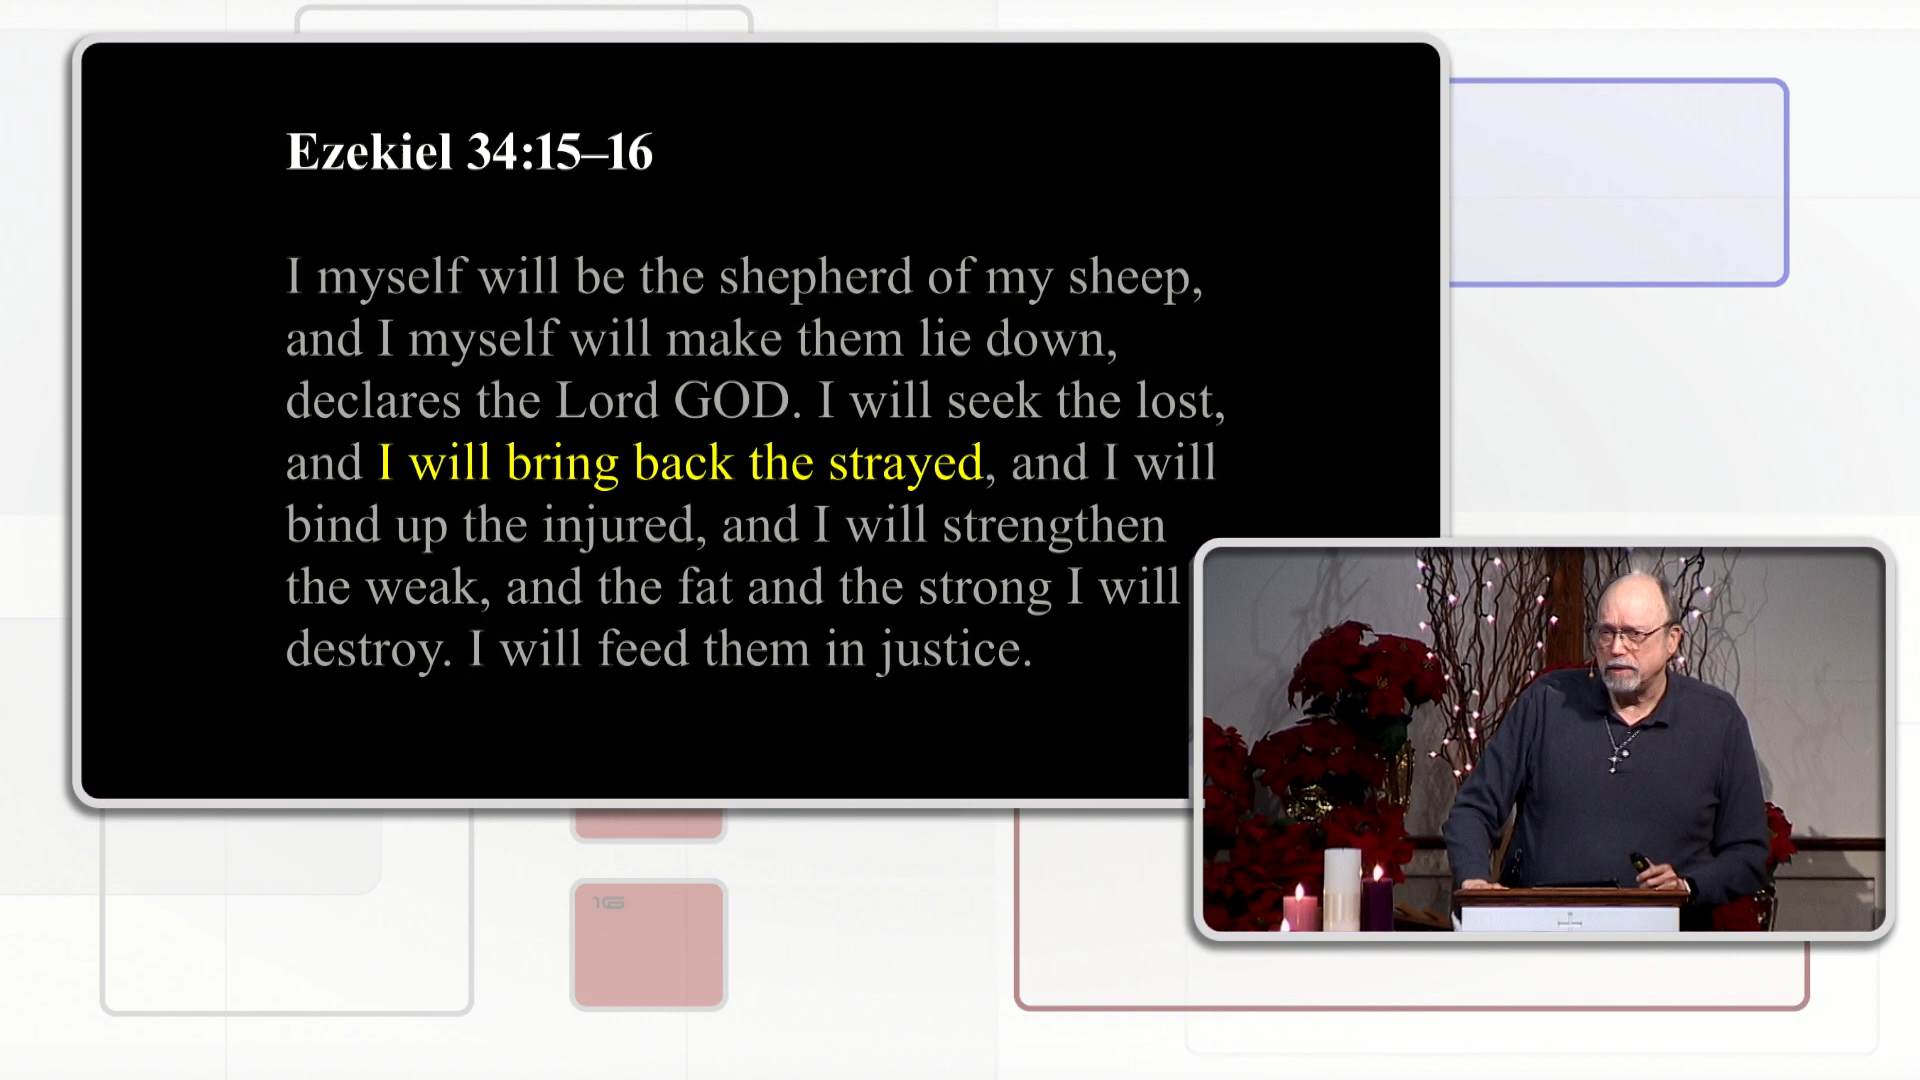 Ezekiel 34:15–16
I myself will be the shepherd of my sheep,
and I myself will make them lie down,
declares the Lord GOD. I will seek the lost,
and I will bring back the strayed, and I will
bind up the injured, and I will strengthen
the weak, and the fat and the strong I will
destroy. I will feed them in justice.
16